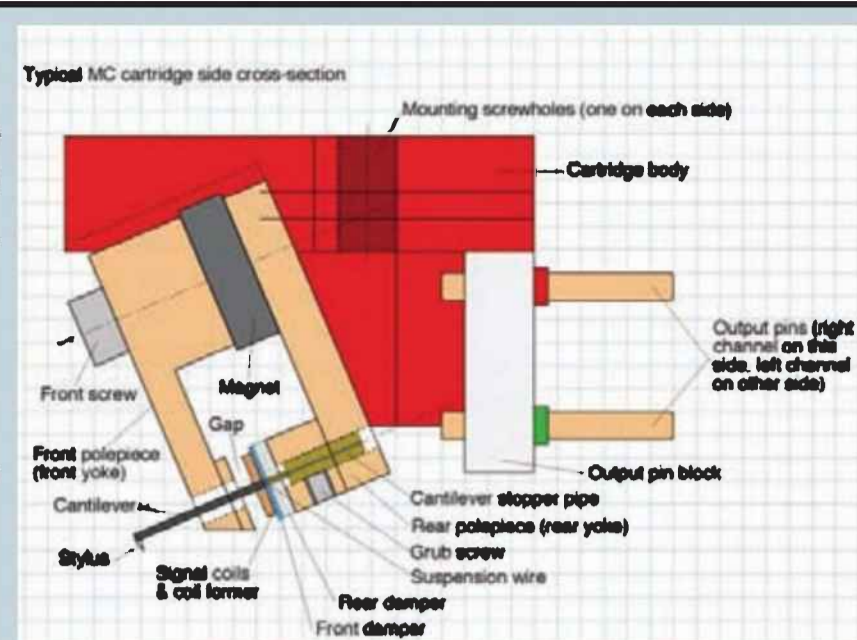 Typical MC cartridge side cross-section
Mounting screwholes (one on each side)
Cartridge body
Output pins (right
channel on this
side. left channel
on other side)
Front screw
Magnet
Gap
Front polepiece
(front yoke)
Output pin block
Cantilever
Cantilever stopper pipe
Rear polepiece (rear yoke)
Grub screw
Stylus
Suspension wire
Signal coils
& coil former
Rear damper
Front damper